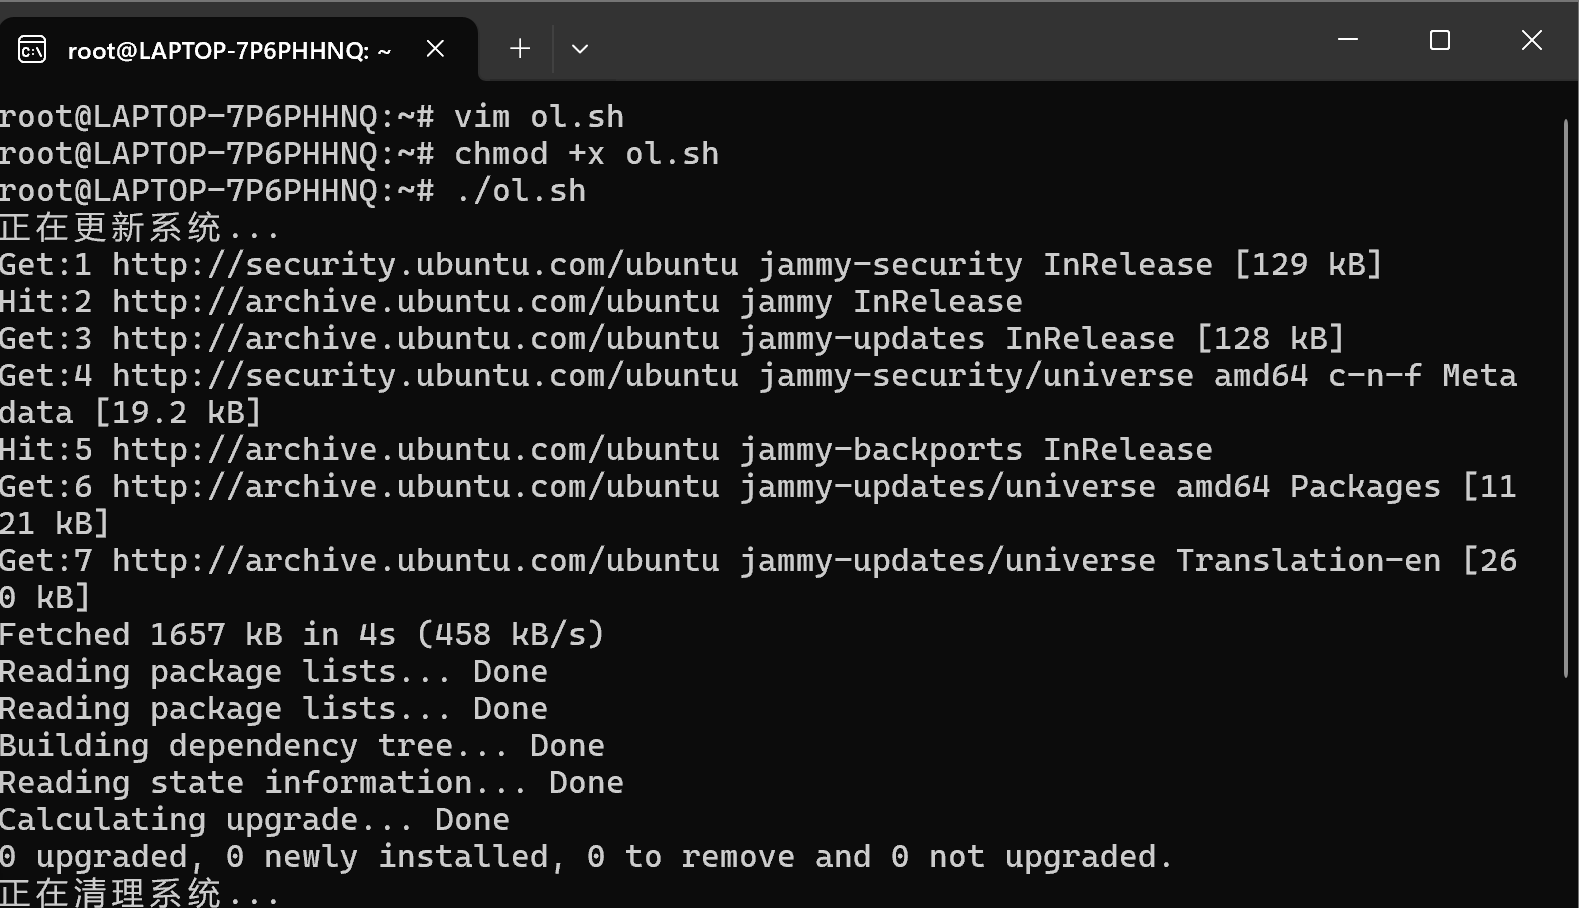 root@LAPTOP-7P6PHHNQ: ~
root@LAPTOP-7P6PHHNQ:~# vim ol.sh
root@LAPTOP-7P6PHHNQ:~# chmod +x ol.sh
root@LAPTOP-7P6PHHNQ:~# ./ol.sh
正在更新系统...
Get:1 http://security.ubuntu.com/ubuntu jammy-security InRelease [129 kB]
Hit:2 http://archive.ubuntu.com/ubuntu jammy InRelease
Get:3 http://archive.ubuntu.com/ubuntu jammy-updates InRelease [128 kB]
Get:4 http://security.ubuntu.com/ubuntu jammy-security/universe amd64 c-n-f Meta
data [19.2 kB]
Hit:5 http://archive.ubuntu.com/ubuntu jammy-backports InRelease
Get:6 http://archive.ubuntu.com/ubuntu jammy-updates/universe amd64 Packages [11
21 kB]
Get:7 http://archive.ubuntu.com/ubuntu jammy-updates/universe Translation-en [26
0 kB]
Fetched 1657 kB in 4s (458 kB/s)
Reading package lists... Done
Reading package lists... Done
Building dependency tree... Done
Reading state information... Done
Calculating upgrade... Done
0 upgraded, 0 newly installed, 0 to remove and 0 not upgraded.
正在清理系统...